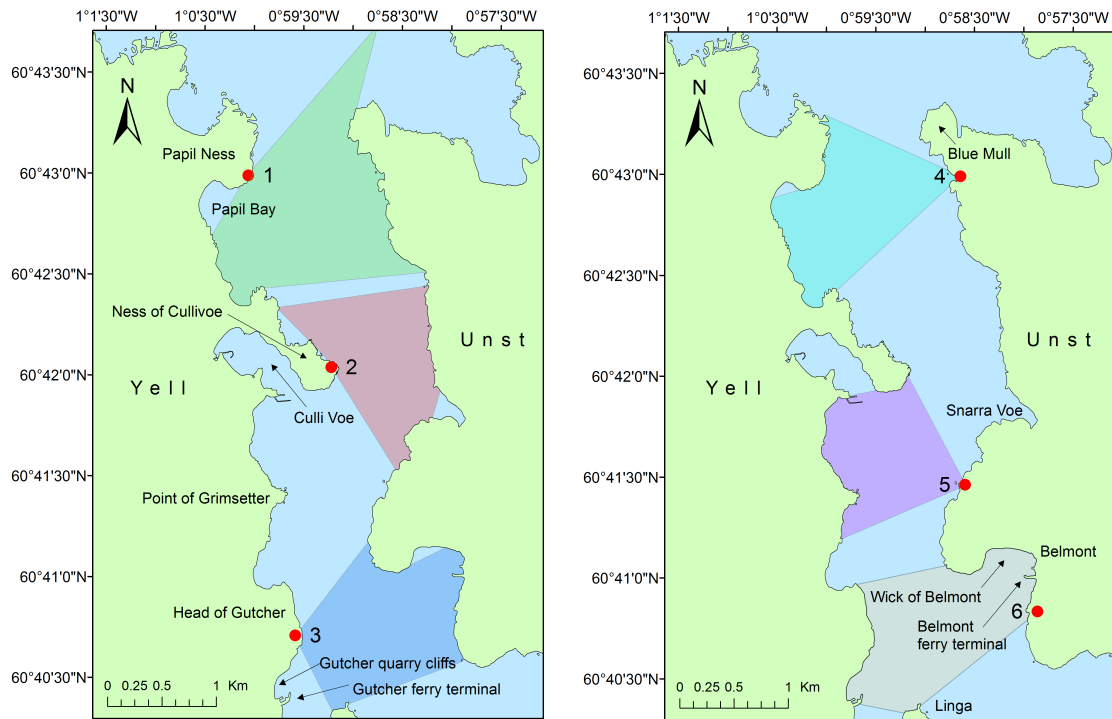 1°11'30"W 1°0'30"W 0°59'30"W 0°58'30"W 0°57'30"W
60°43'30"N
60°43'0"N
60°42'30"N
60°42'0"N
60°41'30"N
60°41'0"N
60°40'30"N
N
Papil Ness
1
Papil Bay
Ness of Cullivoe
2
Unst
Yell
Culli Voe
Point of Grimsetter
Head of Gutcher
3
Gutcher quarry cliffs
Gutcher ferry terminal
0 0.25 0.5 1 Km
1°11'30"W 1°0'30"W 0°59'30"W 0°58'30"W 0°57'30"W
60°43'30"N
60°43'0"N
60°42'30"N
60°42'0"N
60°41'30"N
60°41'0"N
60°40'30"N
N
Blue Mull
4
Unst
Yell
Snarra Voe
5
Belmont
Wick of Belmont
6
Belmont
ferry terminal
Linga
0 0.25 0.5 1 Km